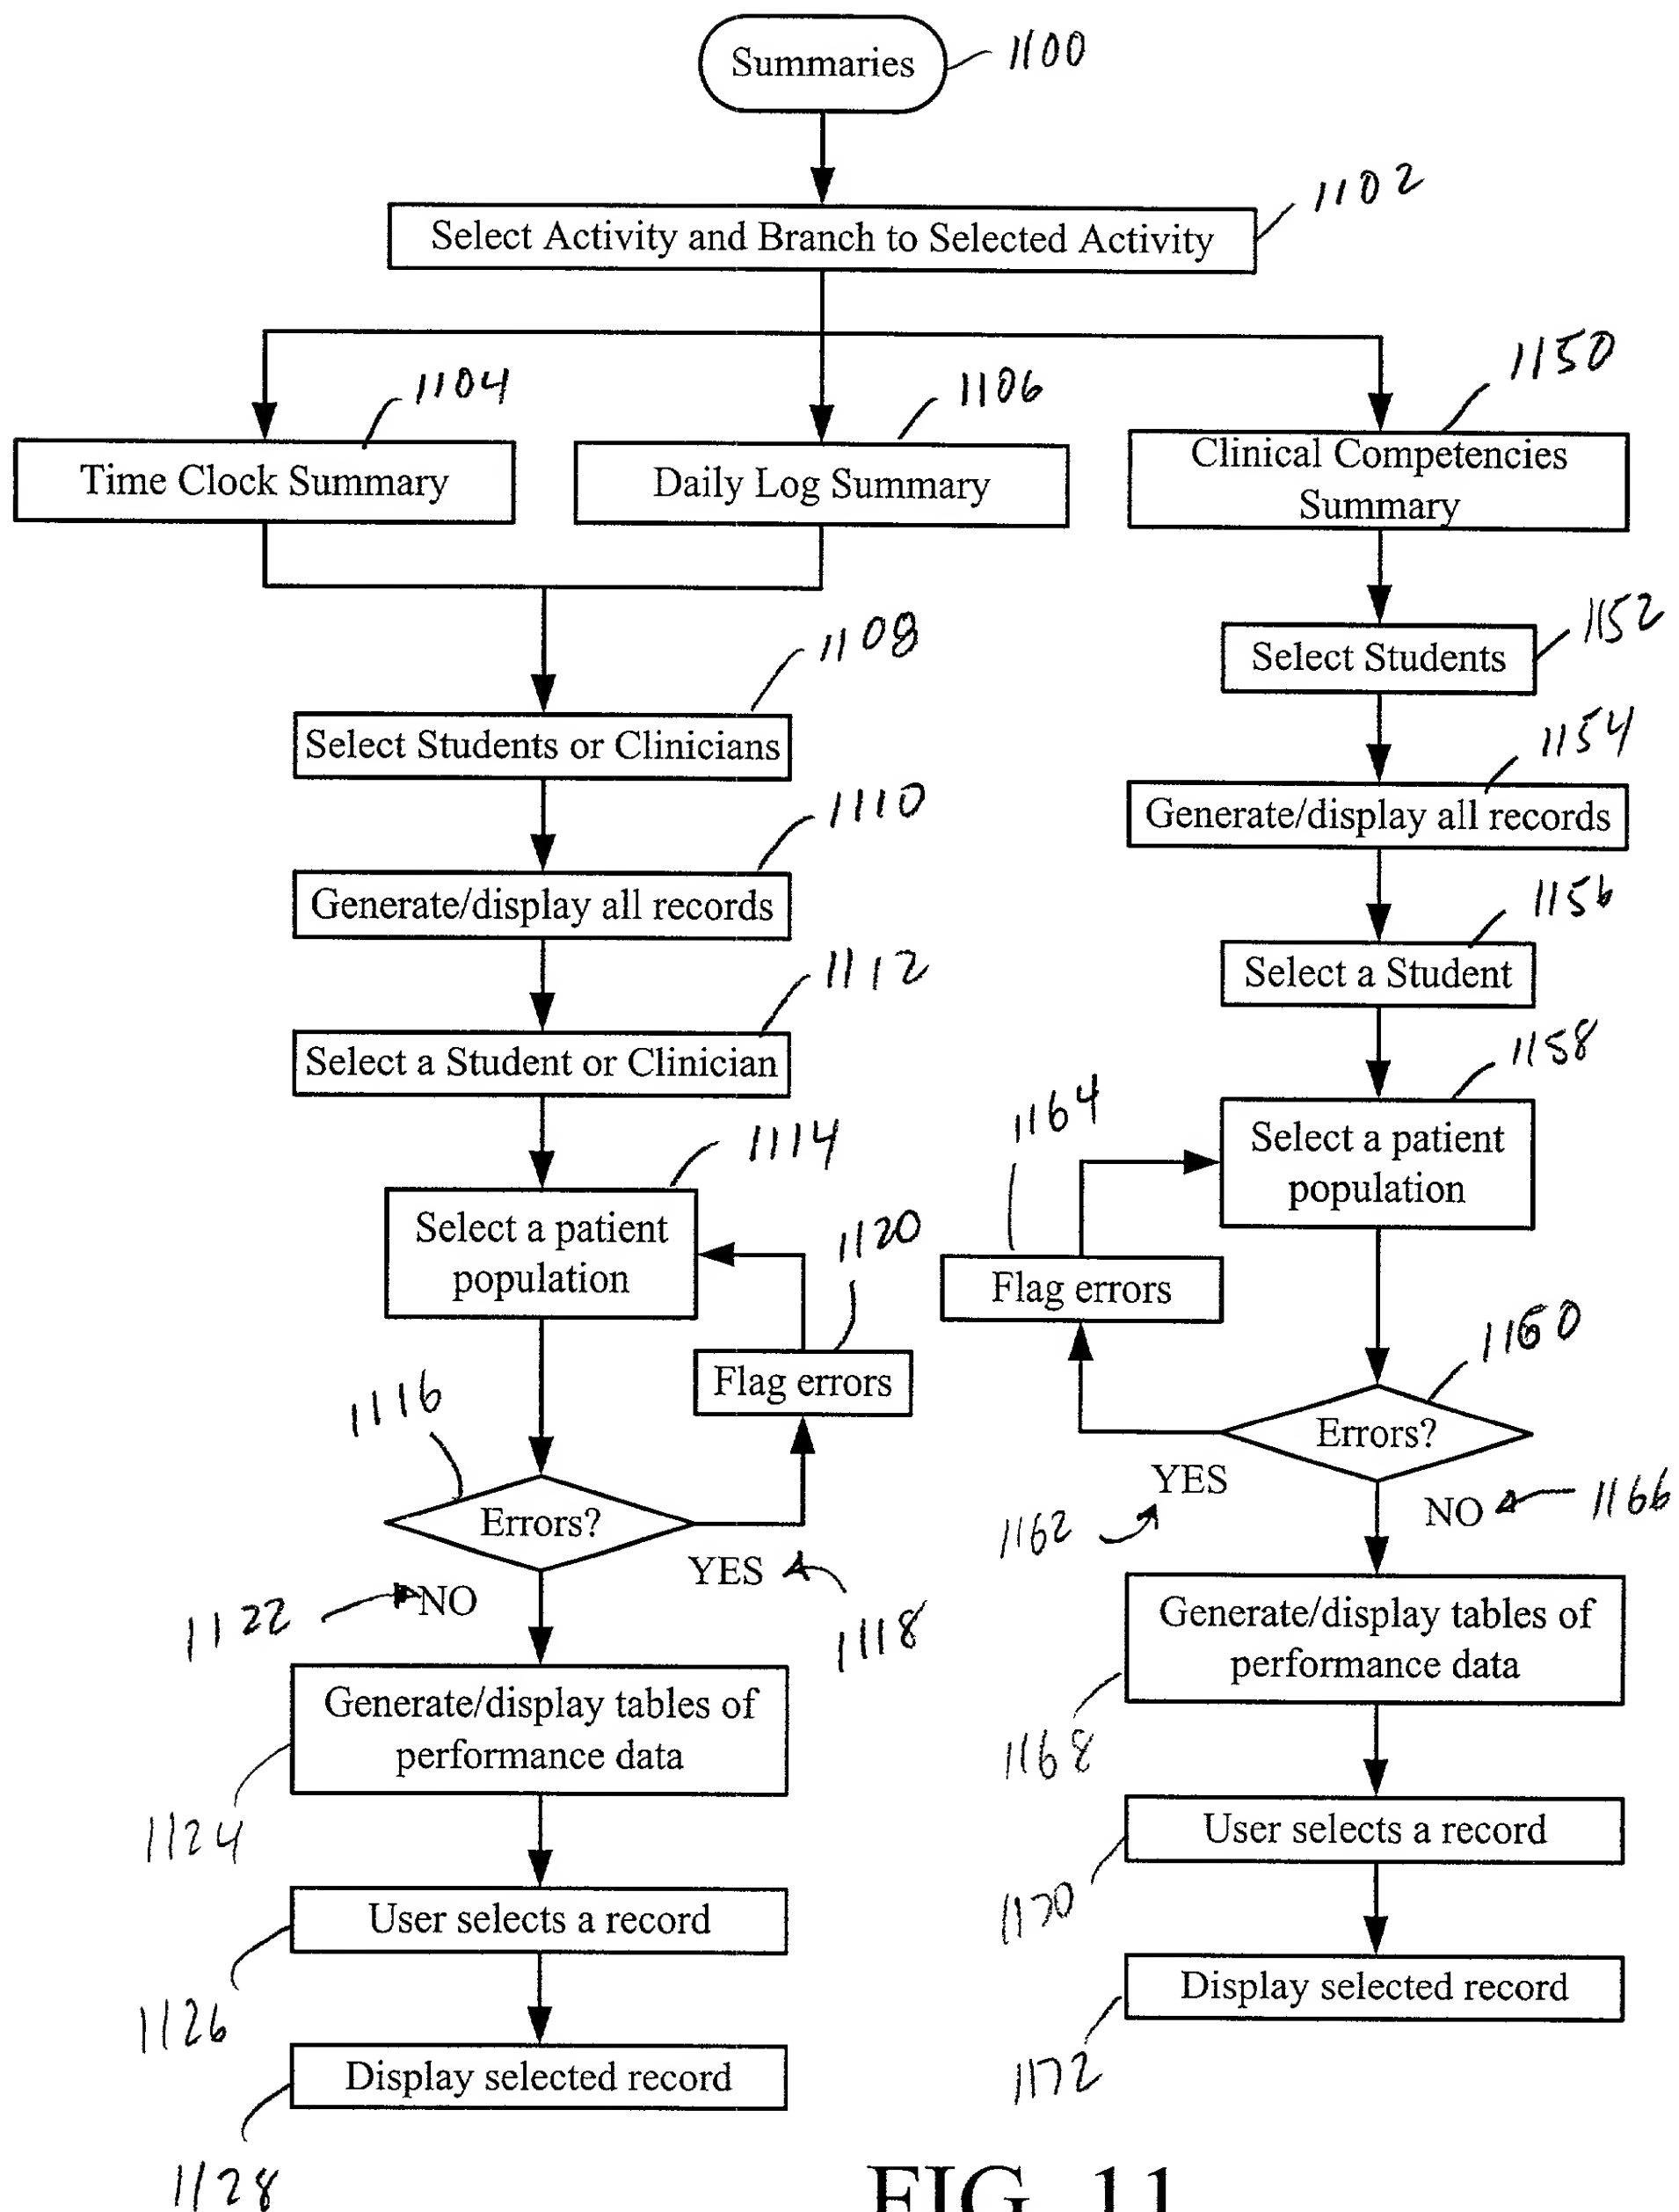 Summaries
1100
Select Activity and Branch to Selected Activity
1102
1104
Time Clock Summary
1106
Daily Log Summary
1150
Clinical Competencies
Summary
1108
Select Students or Clinicians
1110
Generate/display all records
1112
Select a Student or Clinician
1114
Select a patient
population
1120
Flag errors
1116
Errors?
YES
1118
1122
NO
Generate/display tables of
performance data
1124
User selects a record
1126
Display selected record
1128
1152
Select Students
1154
Generate/display all records
1156
Select a Student
1158
Select a patient
population
1164
Flag errors
1160
Errors?
YES
1162
NO
1166
Generate/display tables of
performance data
1168
User selects a record
1170
Display selected record
1172
FIG. 11